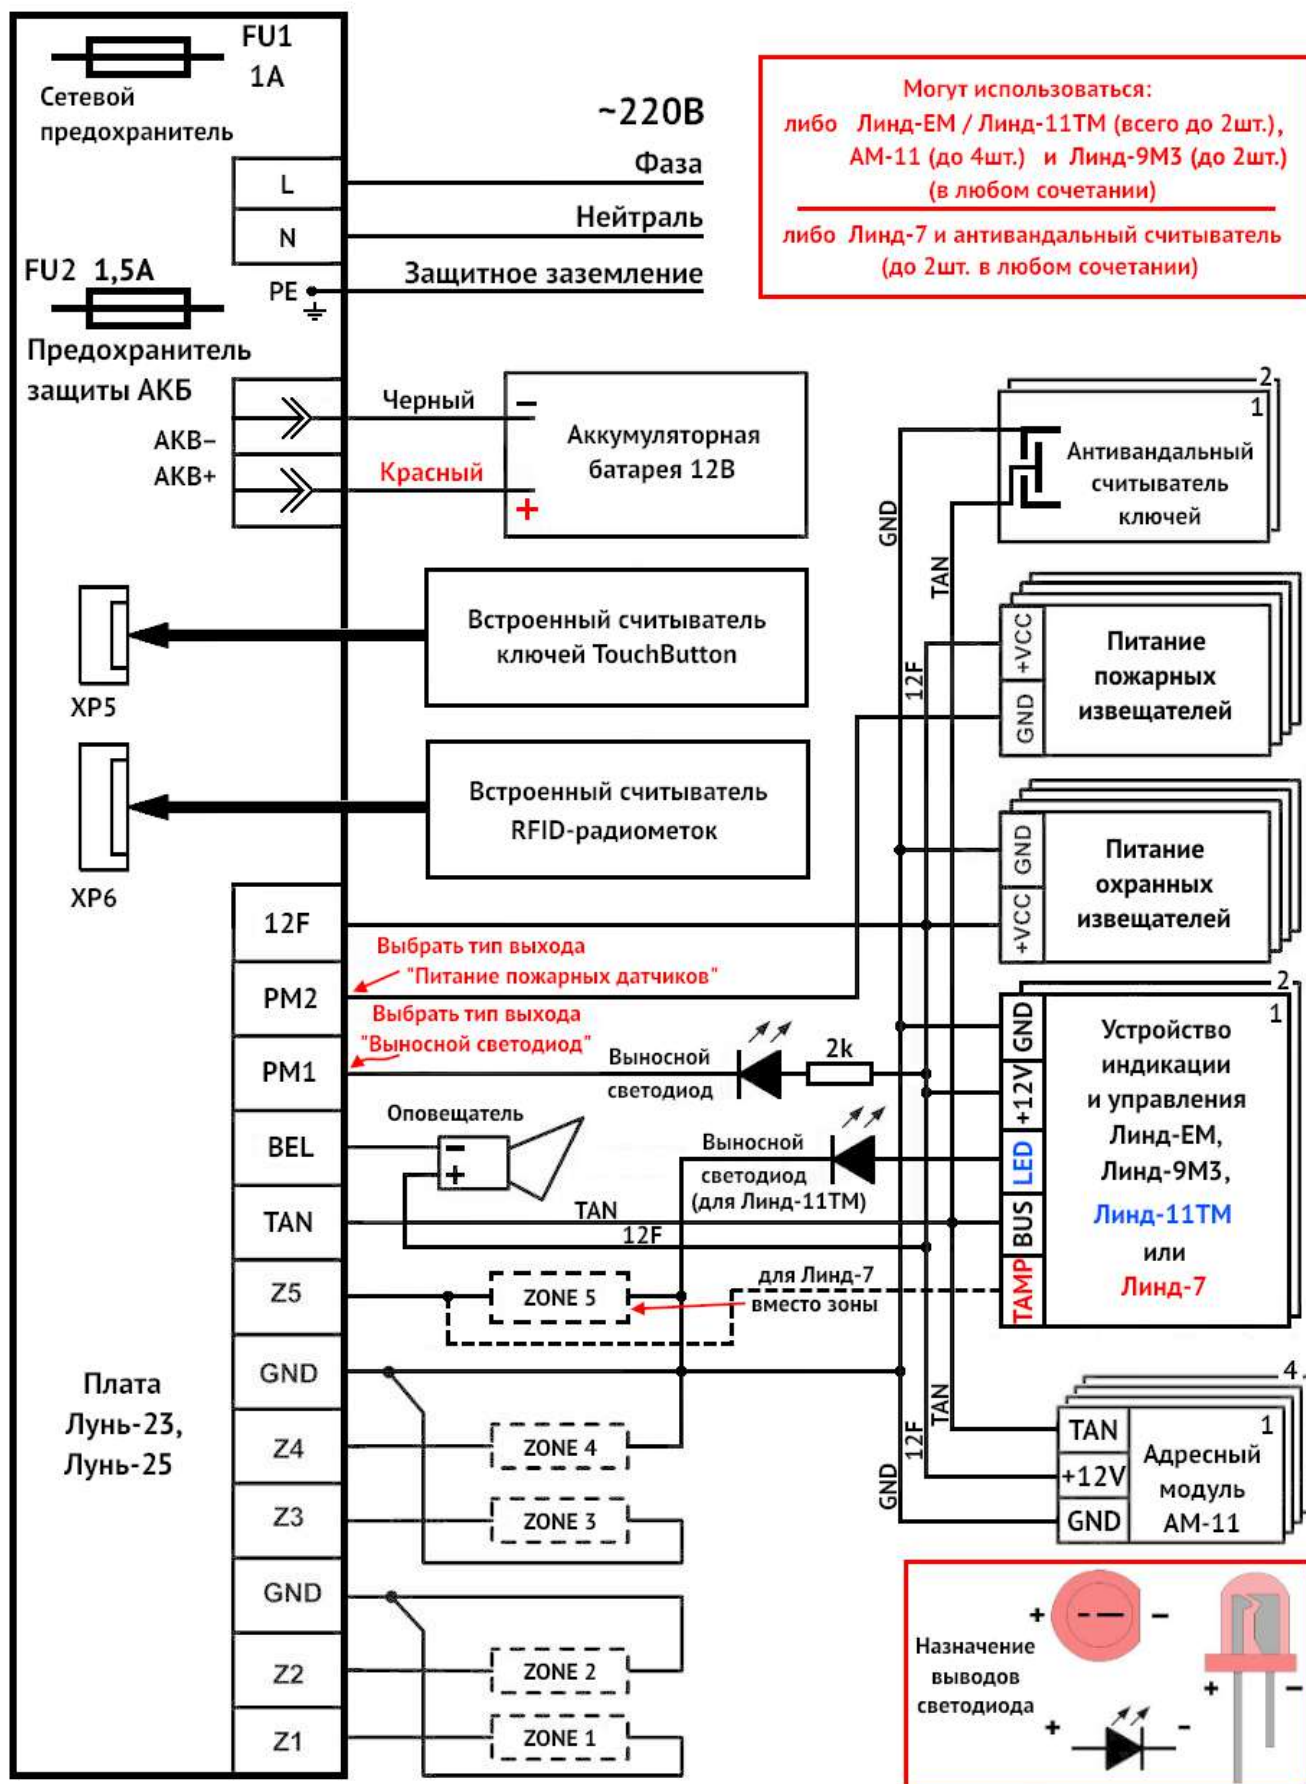 FU1
1А
Сетевой
предохранитель
~220В
Фаза
L
Нейтраль
N
Защитное заземление
PE
FU2 1,5А
Предохранитель
защиты АКБ
Могут использоваться:
либо Линд-ЕМ / Линд-11ТМ (всего до 2шт.),
АМ-11 (до 4шт.) и Линд-9М3 (до 2шт.)
(в любом сочетании)
либо Линд-7 и антивандальный считыватель
(до 2шт. в любом сочетании)
АКВ–
АКВ+
Черный
Красный
–
+
Аккумуляторная
батарея 12В
2
1
Антивандальный
считыватель
ключей
GND
TAN
XP5
Встроенный считыватель
ключей TouchButton
12F
+VCC
GND
Питание
пожарных
извещателей
XP6
Встроенный считыватель
RFID-радиометок
GND
+VCC
Питание
охранных
извещателей
12F
Выбрать тип выхода
"Питание пожарных датчиков"
PM2
Выбрать тип выхода
"Выносной светодиод"
PM1
Выносной
светодиод
2k
Оповещатель
BEL
–
+
Выносной
светодиод
(для Линд-11ТМ)
TAN
TAN
12F
2
1
GND
+12V
LED
BUS
TAMP
Устройство
индикации
и управления
Линд-ЕМ,
Линд-9М3,
Линд-11ТМ
или
Линд-7
Z5
ZONE 5
для Линд-7
вместо зоны
GND
Плата
Лунь-23,
Лунь-25
Z4
ZONE 4
Z3
ZONE 3
GND
Z2
ZONE 2
Z1
ZONE 1
GND
12F
TAN
4
1
TAN
+12V
GND
Адресный
модуль
АМ-11
Назначение
выводов
светодиода
+ –
+ –
+ –